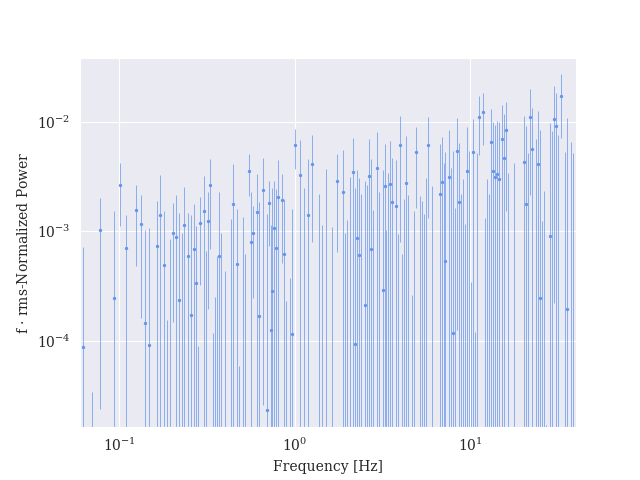 f · rms-Normalized Power
10⁻²
10⁻³
10⁻⁴
10⁻¹ 10⁰ 10¹
Frequency [Hz]